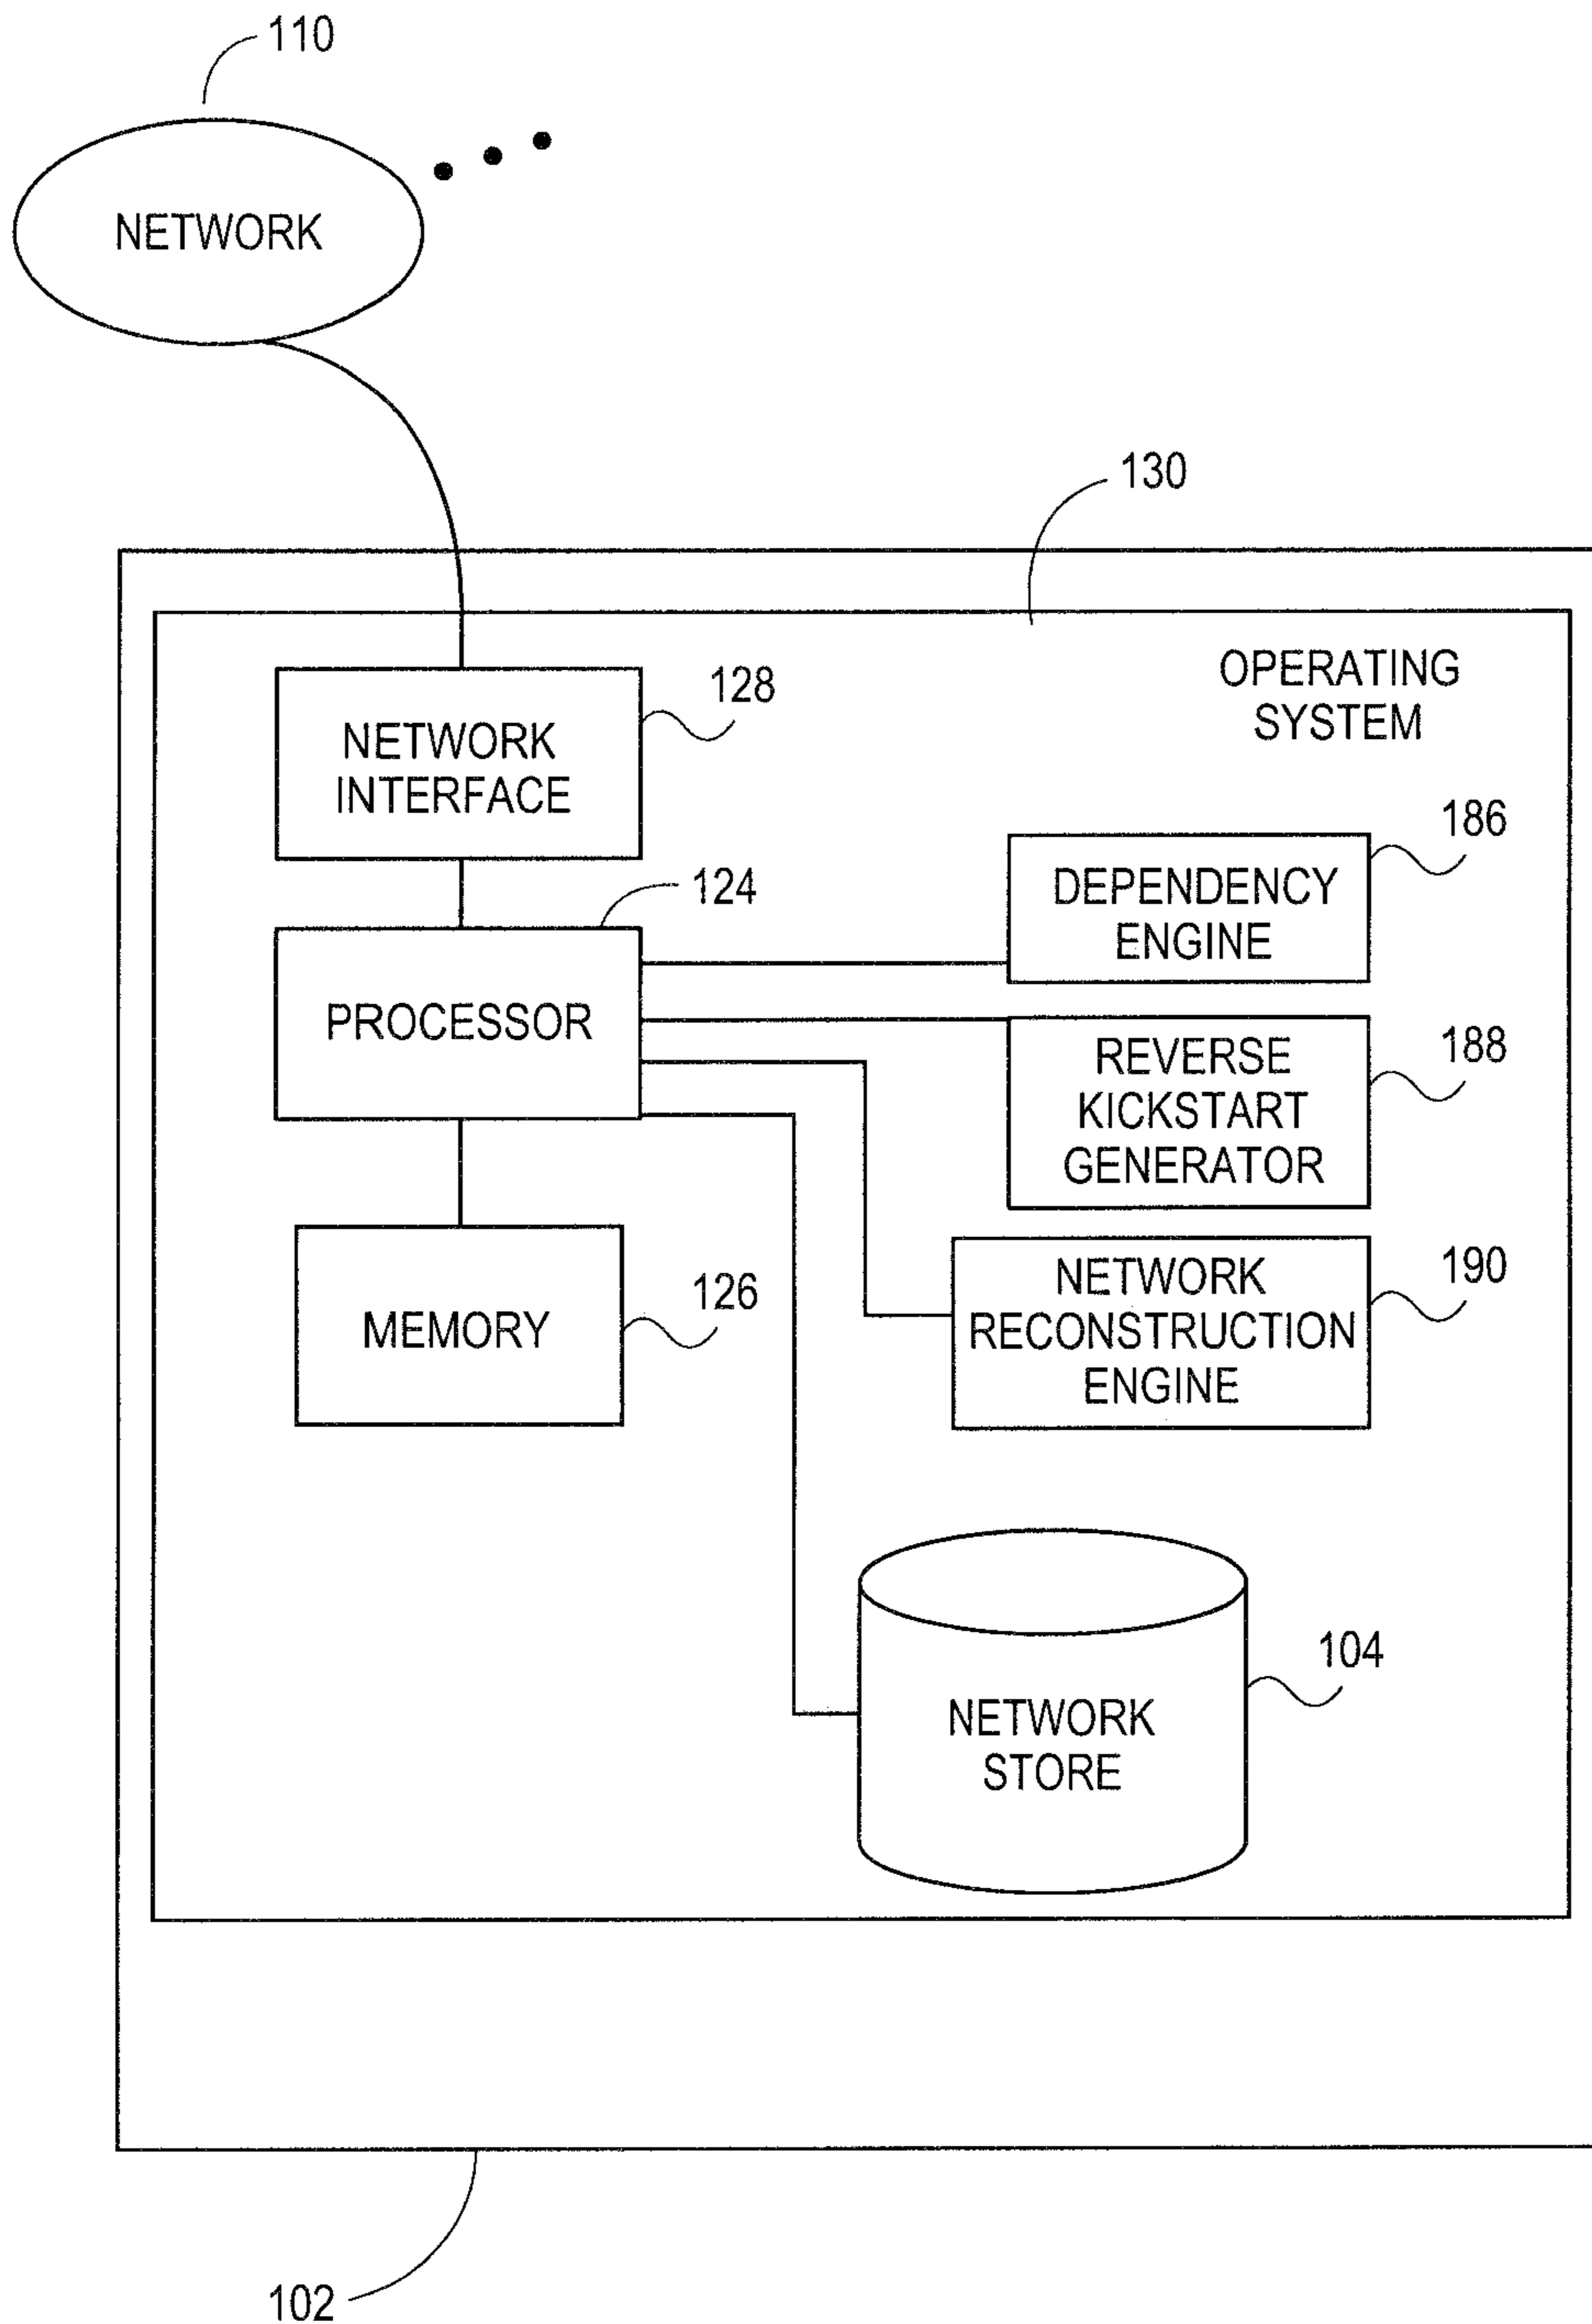 110
NETWORK
130
OPERATING
SYSTEM
128
NETWORK
INTERFACE
186
DEPENDENCY
ENGINE
124
PROCESSOR
188
REVERSE
KICKSTART
GENERATOR
190
NETWORK
RECONSTRUCTION
ENGINE
126
MEMORY
104
NETWORK
STORE
102